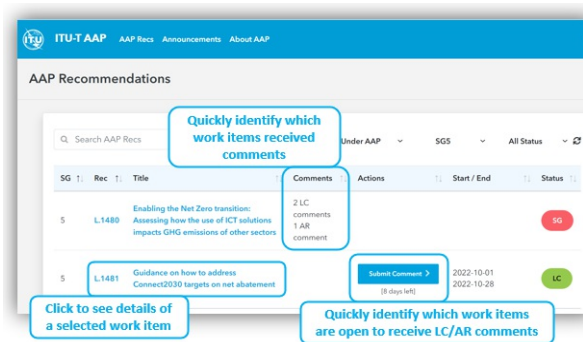 ITU
ITU-T AAP AAP Recs Announcements About AAP
AAP Recommendations
Quickly identify which
work items received
comments
Search AAP Recs
Under AAP SG5 All Status
SG Rec Title Comments Actions Start / End Status
5 L.1480 Enabling the Net Zero transition:
Assessing how the use of ICT solutions
impacts GHG emissions of other sectors
2 LC
comments
1 AR
comment
SG
5 L.1481 Guidance on how to address
Connect2030 targets on net abatement
Submit Comment >
[8 days left]
2022-10-01
2022-10-28
LC
Click to see details of
a selected work item
Quickly identify which work items
are open to receive LC/AR comments